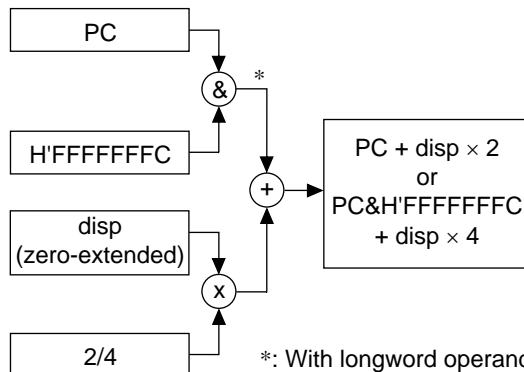 PC
&
*
H'FFFFFFFC
disp
(zero-extended)
x
2/4
+
PC + disp × 2
or
PC&H'FFFFFFFC
+ disp × 4
*: With longword operand